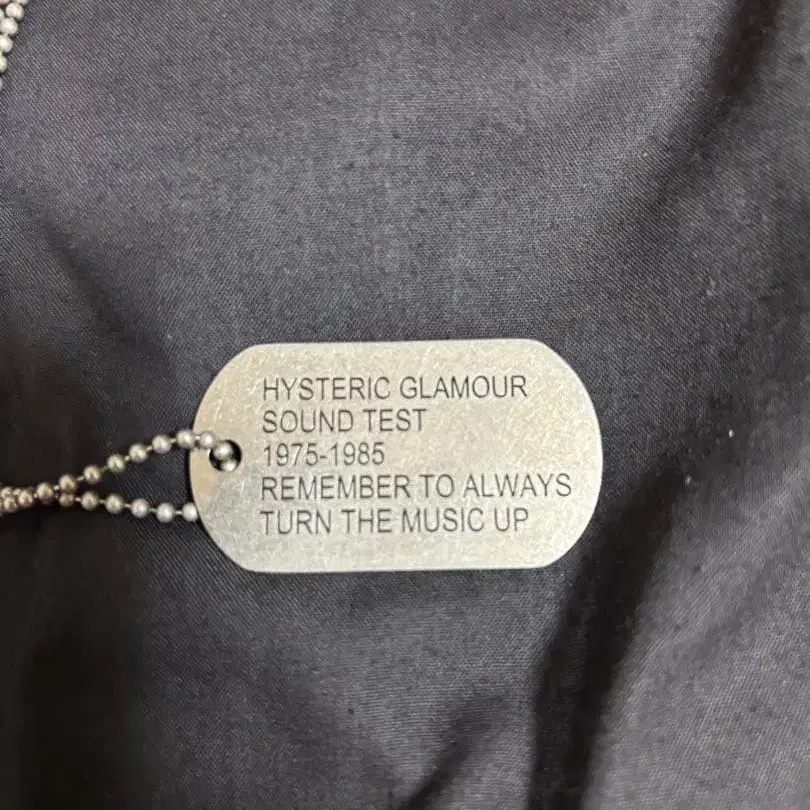 HYSTERIC GLAMOUR
SOUND TEST
1975-1985
REMEMBER TO ALWAYS
TURN THE MUSIC UP